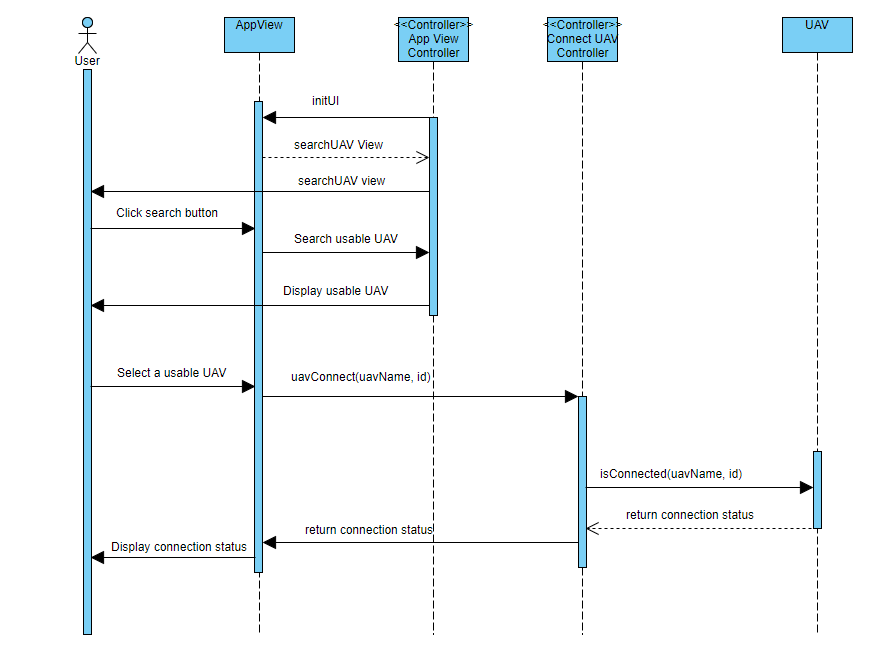 User
AppView
<<Controller>>
App View
Controller
<<Controller>>
Connect UAV
Controller
UAV
initUI
searchUAV View
searchUAV view
Click search button
Search usable UAV
Display usable UAV
Select a usable UAV
uavConnect(uavName, id)
isConnected(uavName, id)
return connection status
return connection status
Display connection status